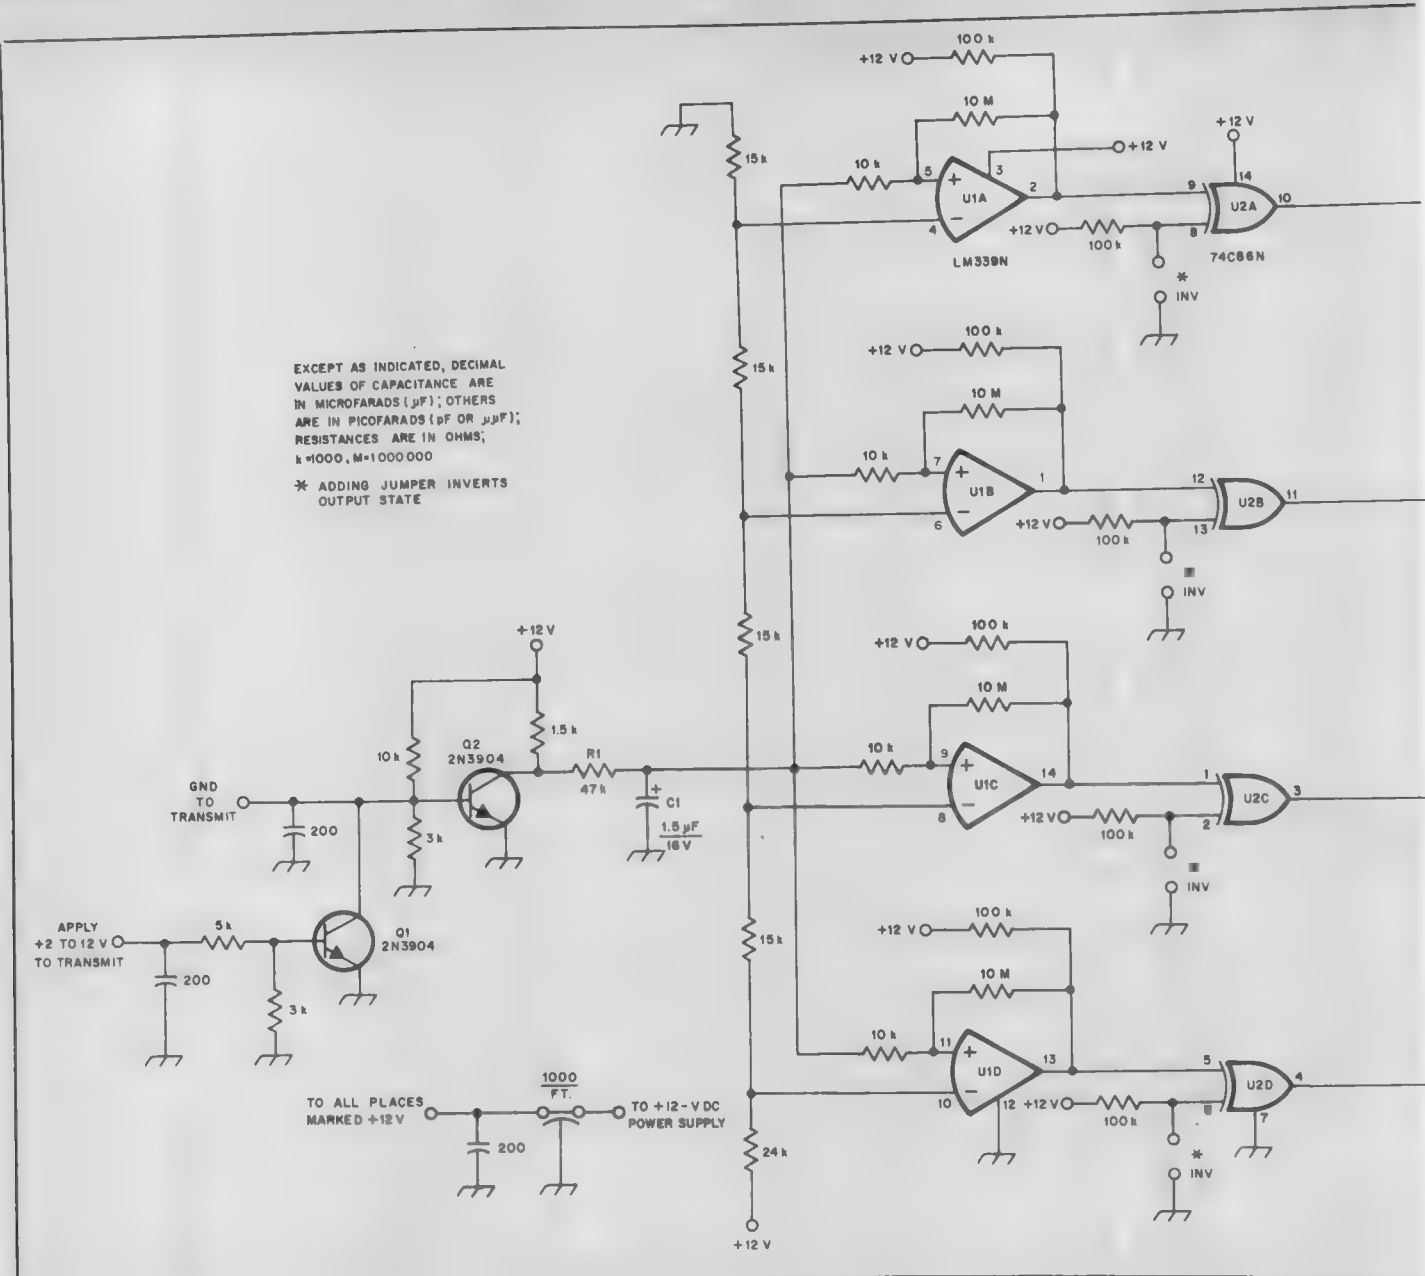 100 k
+12 V
10 M
+12 V
+12 V
15 k
10 k
5
+
3
2
U1A
4
−
LM339N
9
14
U2A
10
8
+12 V
100 k
74C86N
*
INV
EXCEPT AS INDICATED, DECIMAL
VALUES OF CAPACITANCE ARE
IN MICROFARADS (µF); OTHERS
ARE IN PICOFARADS (pF OR µµF);
RESISTANCES ARE IN OHMS;
k=1000, M=1000000
* ADDING JUMPER INVERTS
OUTPUT STATE
15 k
100 k
+12 V
10 M
10 k
7
+
U1B
1
6
−
12
U2B
11
13
+12 V
100 k
INV
15 k
100 k
+12 V
10 M
10 k
9
+
U1C
14
8
−
1
U2C
3
2
+12 V
100 k
INV
+12 V
1.5 k
10 k
Q2
2N3904
R1
47 k
GND
TO
TRANSMIT
200
3 k
+
C1
1.5 µF
16 V
APPLY
+2 TO 12 V
TO TRANSMIT
5 k
Q1
2N3904
200
3 k
15 k
100 k
+12 V
10 M
10 k
11
+
U1D
13
10
−
12
5
U2D
4
7
+12 V
100 k
*
INV
TO ALL PLACES
MARKED +12V
1000
FT.
TO +12-V DC
POWER SUPPLY
200
24 k
+12 V